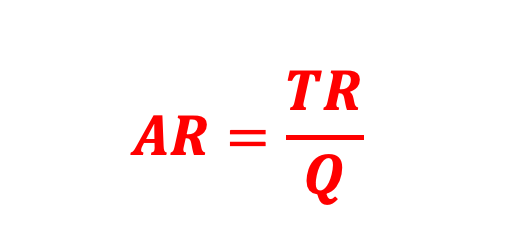 AR = TR / Q